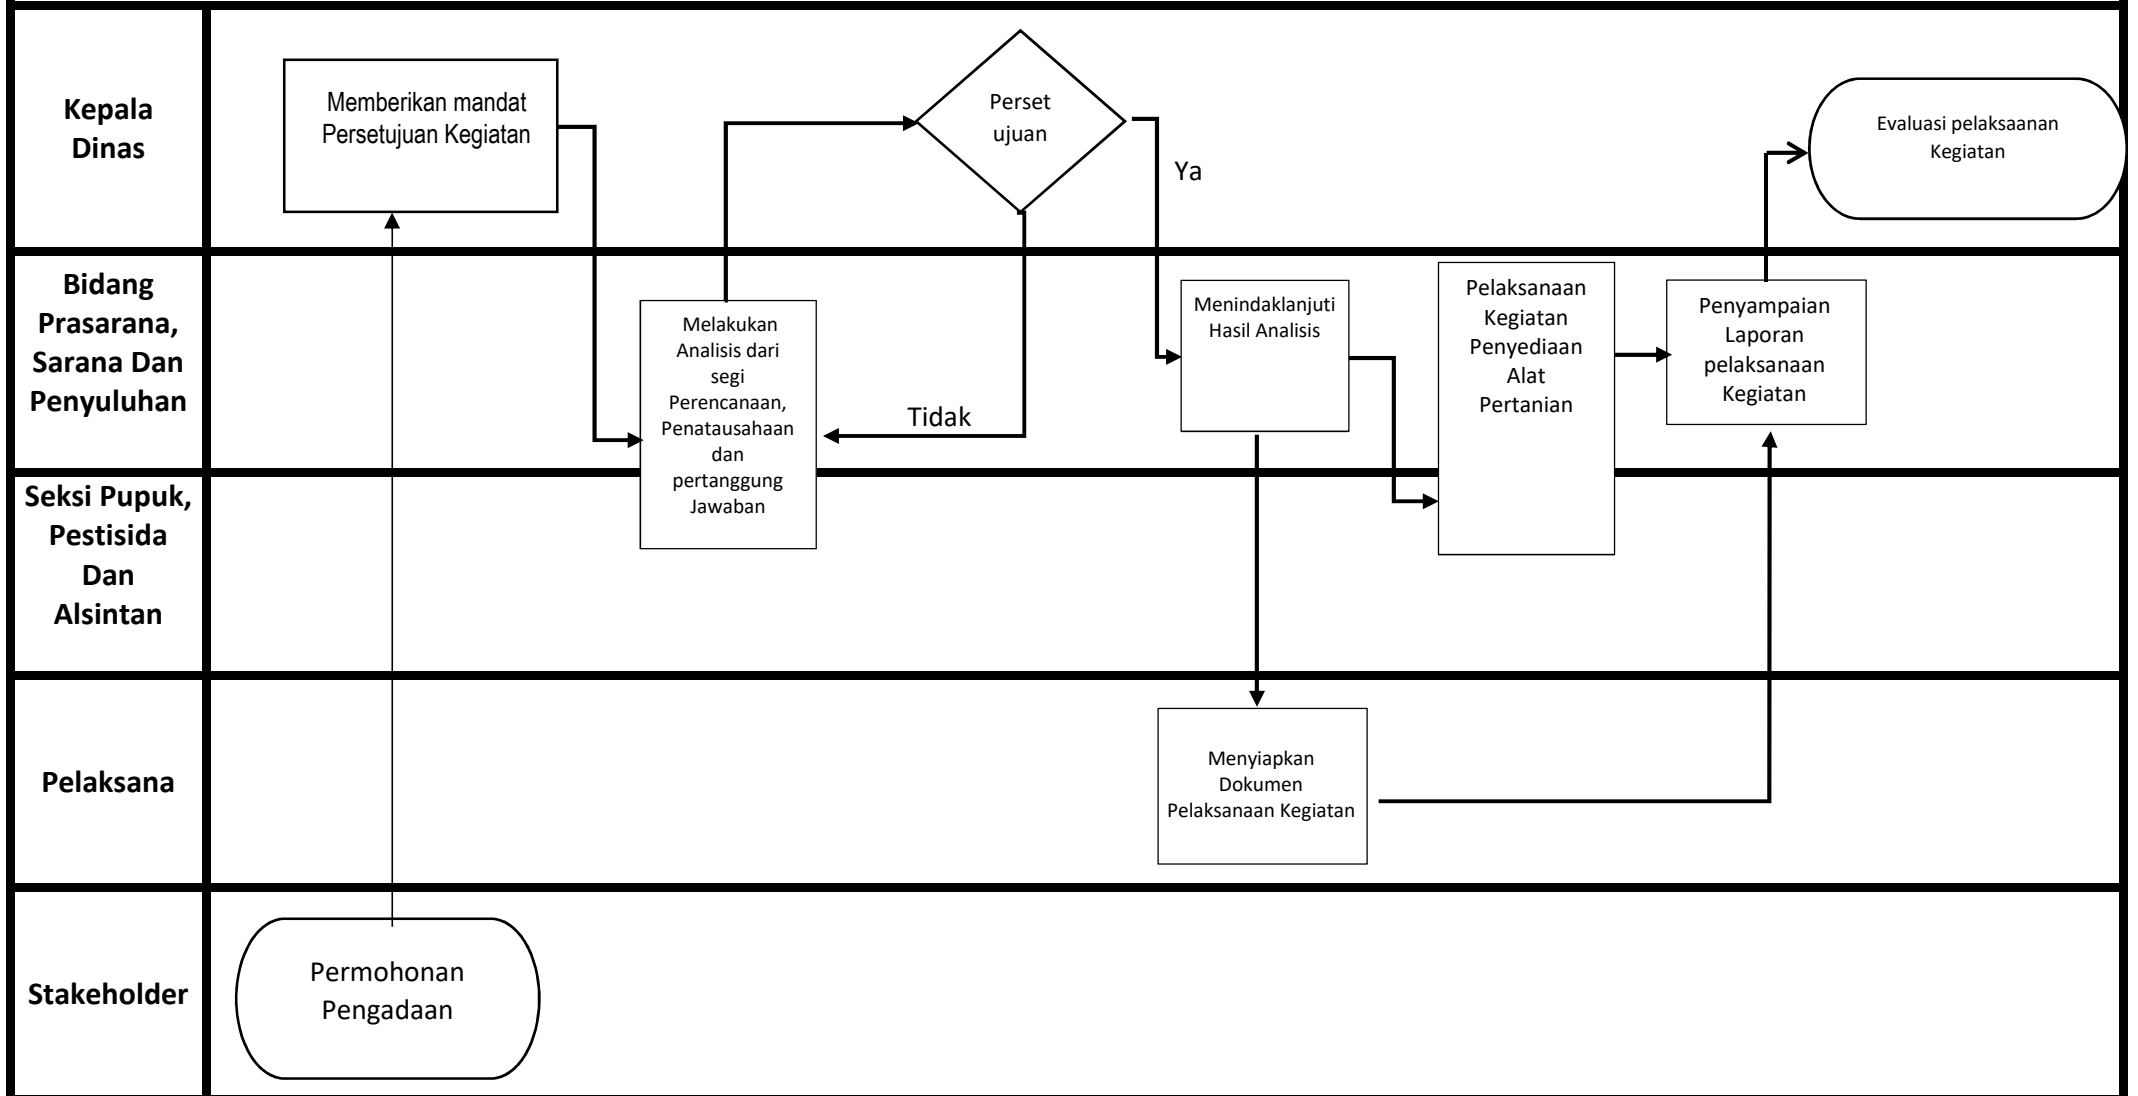 Kepala
Dinas
Memberikan mandat
Persetujuan Kegiatan
Perset
ujuan
Ya
Evaluasi pelaksaanan
Kegiatan
Bidang
Prasarana,
Sarana Dan
Penyuluhan
Melakukan
Analisis dari
segi
Perencanaan,
Penatausahaan
dan
pertanggung
Jawaban
Tidak
Menindaklanjuti
Hasil Analisis
Pelaksanaan
Kegiatan
Penyediaan
Alat
Pertanian
Penyampaian
Laporan
pelaksanaan
Kegiatan
Seksi Pupuk,
Pestisida
Dan
Alsintan
Pelaksana
Menyiapkan
Dokumen
Pelaksanaan Kegiatan
Stakeholder
Permohonan
Pengadaan